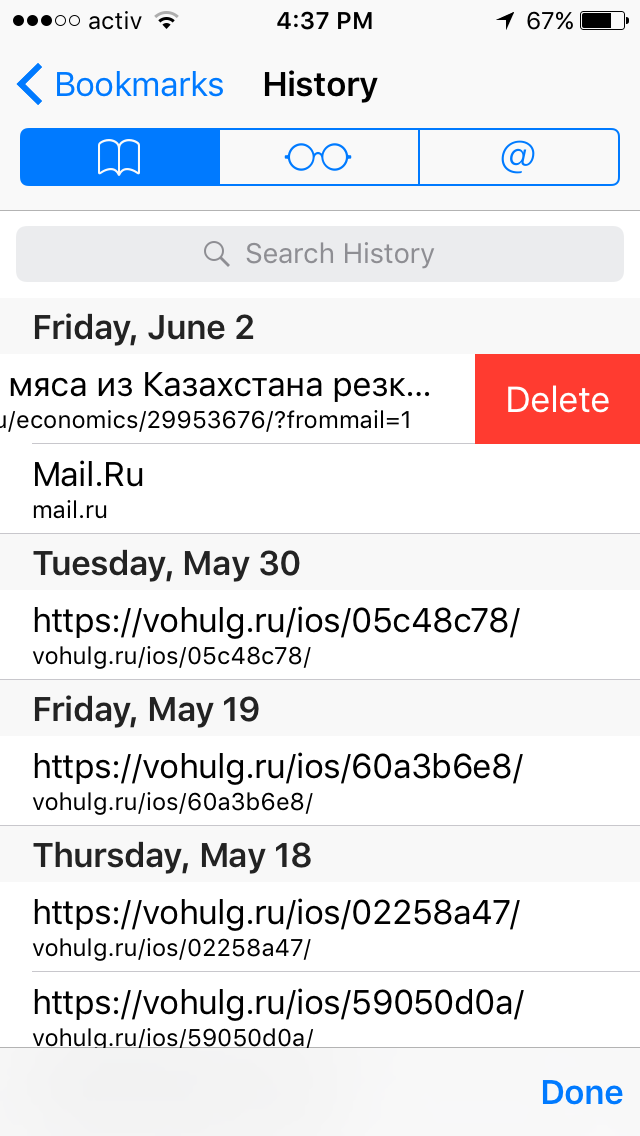 activ 4:37 PM 67%
Bookmarks History
@
Search History
Friday, June 2
мяса из Казахстана резк...
u/economics/29953676/?frommail=1
Delete
Mail.Ru
mail.ru
Tuesday, May 30
https://vohulg.ru/ios/05c48c78/
vohulg.ru/ios/05c48c78/
Friday, May 19
https://vohulg.ru/ios/60a3b6e8/
vohulg.ru/ios/60a3b6e8/
Thursday, May 18
https://vohulg.ru/ios/02258a47/
vohulg.ru/ios/02258a47/
https://vohulg.ru/ios/59050d0a/
vohulg.ru/ios/59050d0a/
Done